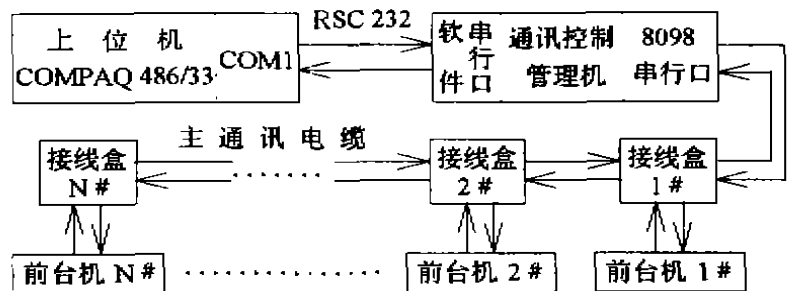 RSC 232
上位机
COMPAQ 486/33
COM1
软件
串行口
通讯控制
管理机
8098
串行口
主通讯电缆
接线盒
N#
接线盒
2#
接线盒
1#
前台机 N#
前台机 2#
前台机 1#